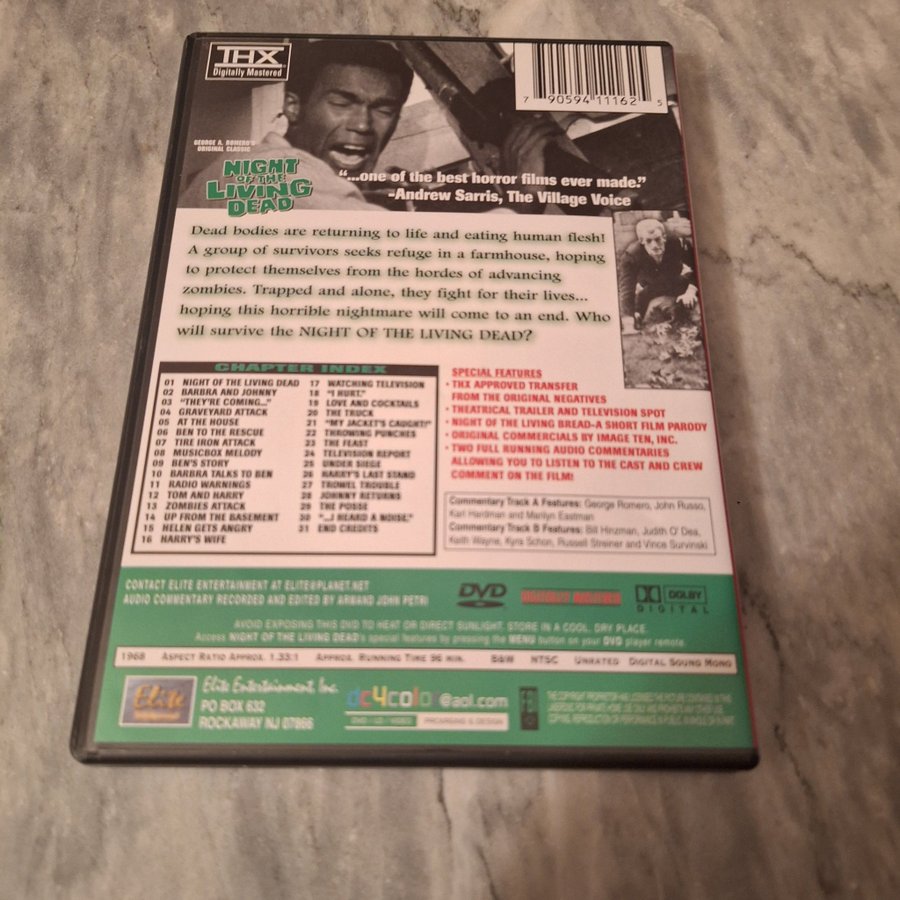 THX
Digitally Mastered
7 90594 11162 5
GEORGE A. ROMERO'S
ORIGINAL CLASSIC
NIGHT
OF THE
LIVING
DEAD
"...one of the best horror films ever made."
-Andrew Sarris, The Village Voice
Dead bodies are returning to life and eating human flesh!
A group of survivors seeks refuge in a farmhouse, hoping
to protect themselves from the hordes of advancing
zombies. Trapped and alone, they fight for their lives...
hoping this horrible nightmare will come to an end. Who
will survive the NIGHT OF THE LIVING DEAD?
CHAPTER INDEX
01 NIGHT OF THE LIVING DEAD
02 BARBRA AND JOHNNY
03 "THEY'RE COMING..."
04 GRAVEYARD ATTACK
05 AT THE HOUSE
06 BEN TO THE RESCUE
07 TIRE IRON ATTACK
08 MUSICBOX MELODY
09 BEN'S STORY
10 BARBRA TALKS TO BEN
11 RADIO WARNINGS
12 TOM AND HARRY
13 ZOMBIES ATTACK
14 UP FROM THE BASEMENT
15 HELEN GETS ANGRY
16 HARRY'S WIFE
17 WATCHING TELEVISION
18 "I HURT."
19 LOVE AND COCKTAILS
20 THE TRUCK
21 "MY JACKET'S CAUGHT!"
22 THROWING PUNCHES
23 THE FEAST
24 TELEVISION REPORT
25 UNDER SIEGE
26 HARRY'S LAST STAND
27 TROWEL TROUBLE
28 JOHNNY RETURNS
29 THE POSSE
30 "...I HEARD A NOISE."
31 END CREDITS
SPECIAL FEATURES
• THX APPROVED TRANSFER
FROM THE ORIGINAL NEGATIVES
• THEATRICAL TRAILER AND TELEVISION SPOT
• NIGHT OF THE LIVING BREAD-A SHORT FILM PARODY
• ORIGINAL COMMERCIALS BY IMAGE TEN, INC.
• TWO FULL RUNNING AUDIO COMMENTARIES
ALLOWING YOU TO LISTEN TO THE CAST AND CREW
COMMENT ON THE FILM!
Commentary Track A Features: George Romero, John Russo,
Karl Hardman and Marilyn Eastman
Commentary Track B Features: Bill Hinzman, Judith O' Dea,
Keith Wayne, Kyra Schon, Russell Streiner and Vince Survinski
CONTACT ELITE ENTERTAINMENT AT ELITE@PLANET.NET
AUDIO COMMENTARY RECORDED AND EDITED BY ARMAND JOHN PETRI
DVD
DIGITALLY MASTERED
DOLBY
DIGITAL
AVOID EXPOSING THIS DVD TO HEAT OR DIRECT SUNLIGHT. STORE IN A COOL, DRY PLACE.
Access NIGHT OF THE LIVING DEAD's special features by pressing the MENU button on your DVD player remote.
1968 ASPECT RATIO APPROX. 1.33:1 APPROX. RUNNING TIME 96 MIN. B&W NTSC UNRATED DIGITAL SOUND MONO
Elite
Elite Entertainment, Inc.
PO BOX 632
ROCKAWAY NJ 07866
dc4colo @aol.com
DVD · LD · VIDEO PACKAGING & DESIGN
FBI